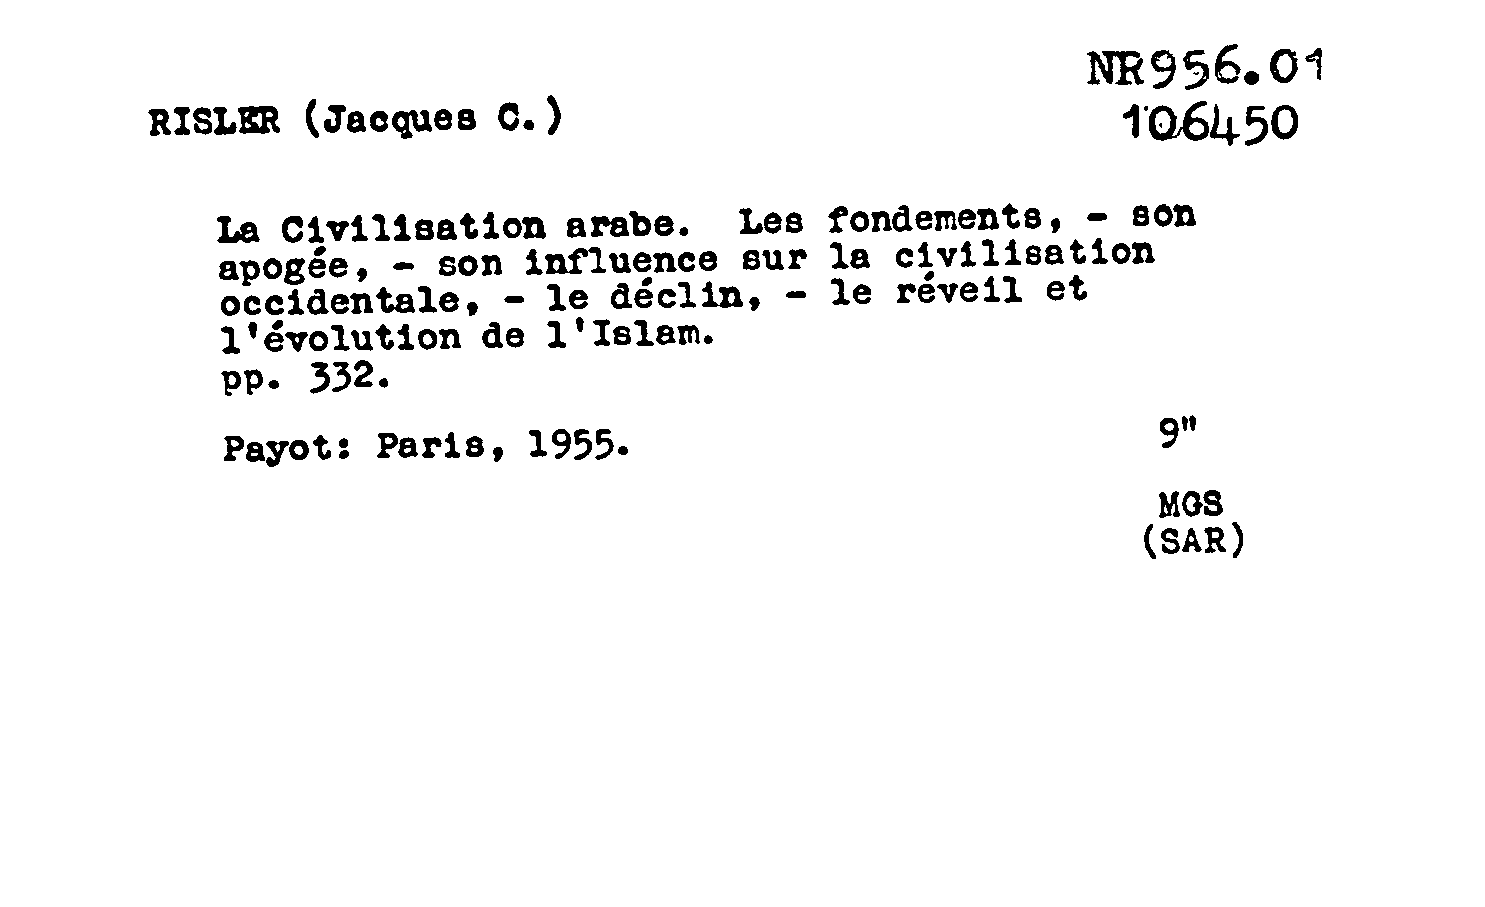 NR956.01
RISLER (Jacques C.)
106450
La Civilisation arabe. Les fondements, - son
apogée, - son influence sur la civilisation
occidentale, - le déclin, - le réveil et
l'évolution de l'Islam.
pp. 332.
Payot: Paris, 1955.
9"
MGS
(SAR)